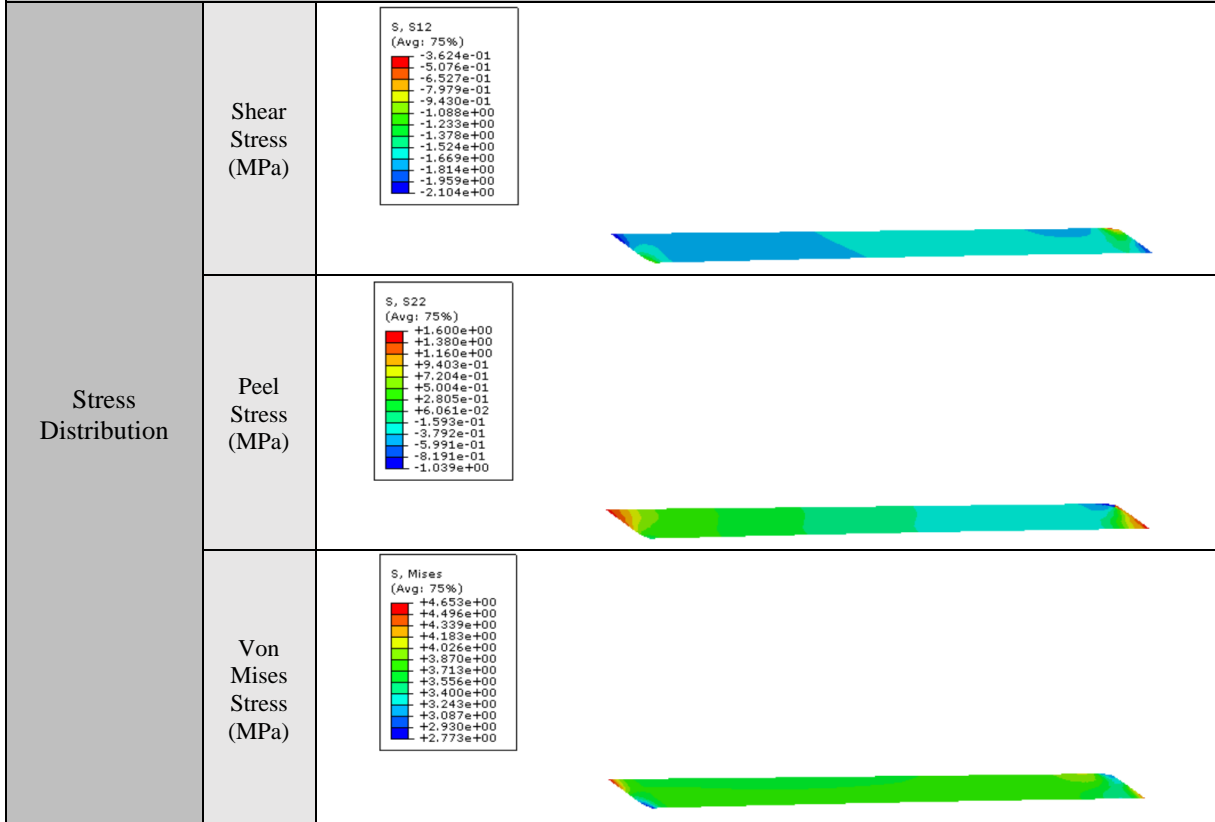 Stress
Distribution
Shear
Stress
(MPa)
S, S12
(Avg: 75%)
-3.624e-01
-5.076e-01
-6.527e-01
-7.979e-01
-9.430e-01
-1.088e+00
-1.233e+00
-1.378e+00
-1.524e+00
-1.669e+00
-1.814e+00
-1.959e+00
-2.104e+00
Peel
Stress
(MPa)
S, S22
(Avg: 75%)
+1.600e+00
+1.380e+00
+1.160e+00
+9.403e-01
+7.204e-01
+5.004e-01
+2.805e-01
+6.061e-02
-1.593e-01
-3.792e-01
-5.991e-01
-8.191e-01
-1.039e+00
Von
Mises
Stress
(MPa)
S, Mises
(Avg: 75%)
+4.653e+00
+4.496e+00
+4.339e+00
+4.183e+00
+4.026e+00
+3.870e+00
+3.713e+00
+3.556e+00
+3.400e+00
+3.243e+00
+3.087e+00
+2.930e+00
+2.773e+00